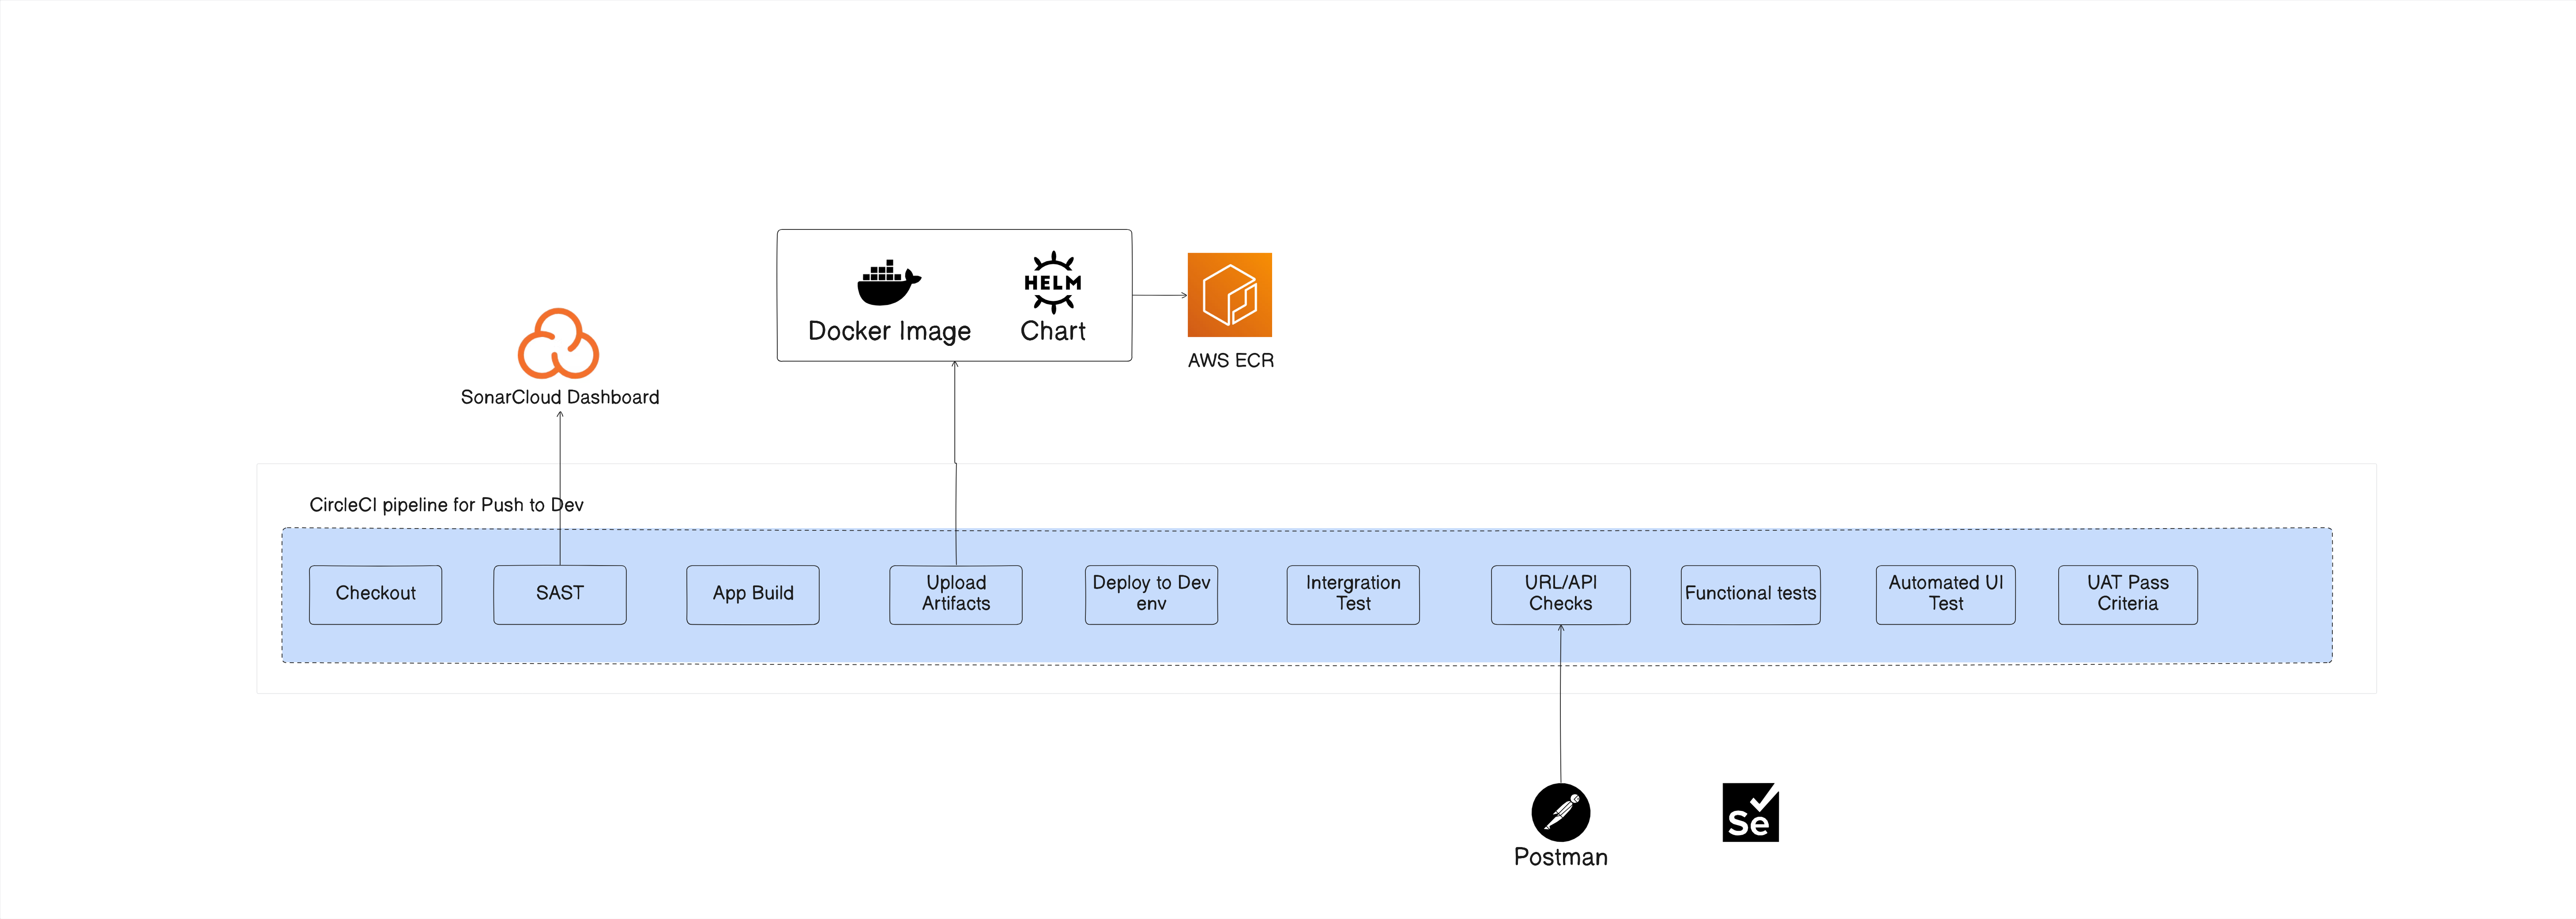 HELM
Docker Image
Chart
AWS ECR
SonarCloud Dashboard
CircleCI pipeline for Push to Dev
Checkout
SAST
App Build
Upload
Artifacts
Deploy to Dev
env
Intergration
Test
URL/API
Checks
Functional tests
Automated UI
Test
UAT Pass
Criteria
Postman
Se